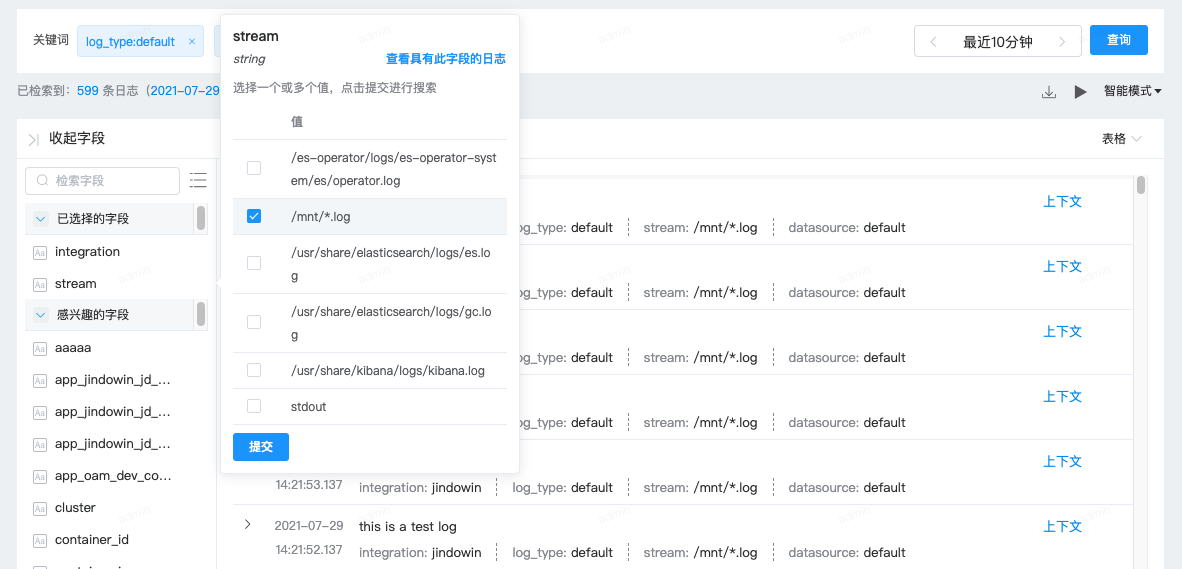 关键词
log_type:default ×
最近10分钟
查询
已检索到：599 条日志（2021-07-29
智能模式
收起字段
表格
检索字段
已选择的字段
integration
stream
感兴趣的字段
aaaaa
app_jindowin_jd_...
app_jindowin_jd_...
app_jindowin_jd_...
app_oam_dev_co...
cluster
container_id
stream
string
查看具有此字段的日志
选择一个或多个值，点击提交进行搜索
值
/es-operator/logs/es-operator-syst
em/es/operator.log
/mnt/*.log
/usr/share/elasticsearch/logs/es.lo
g
/usr/share/elasticsearch/logs/gc.lo
g
/usr/share/kibana/logs/kibana.log
stdout
提交
上下文
og_type: default stream: /mnt/*.log datasource: default
上下文
og_type: default stream: /mnt/*.log datasource: default
上下文
og_type: default stream: /mnt/*.log datasource: default
上下文
og_type: default stream: /mnt/*.log datasource: default
上下文
14:21:53.137 integration: jindowin log_type: default stream: /mnt/*.log datasource: default
2021-07-29 this is a test log 上下文
14:21:52.137 integration: jindowin log_type: default stream: /mnt/*.log datasource: default